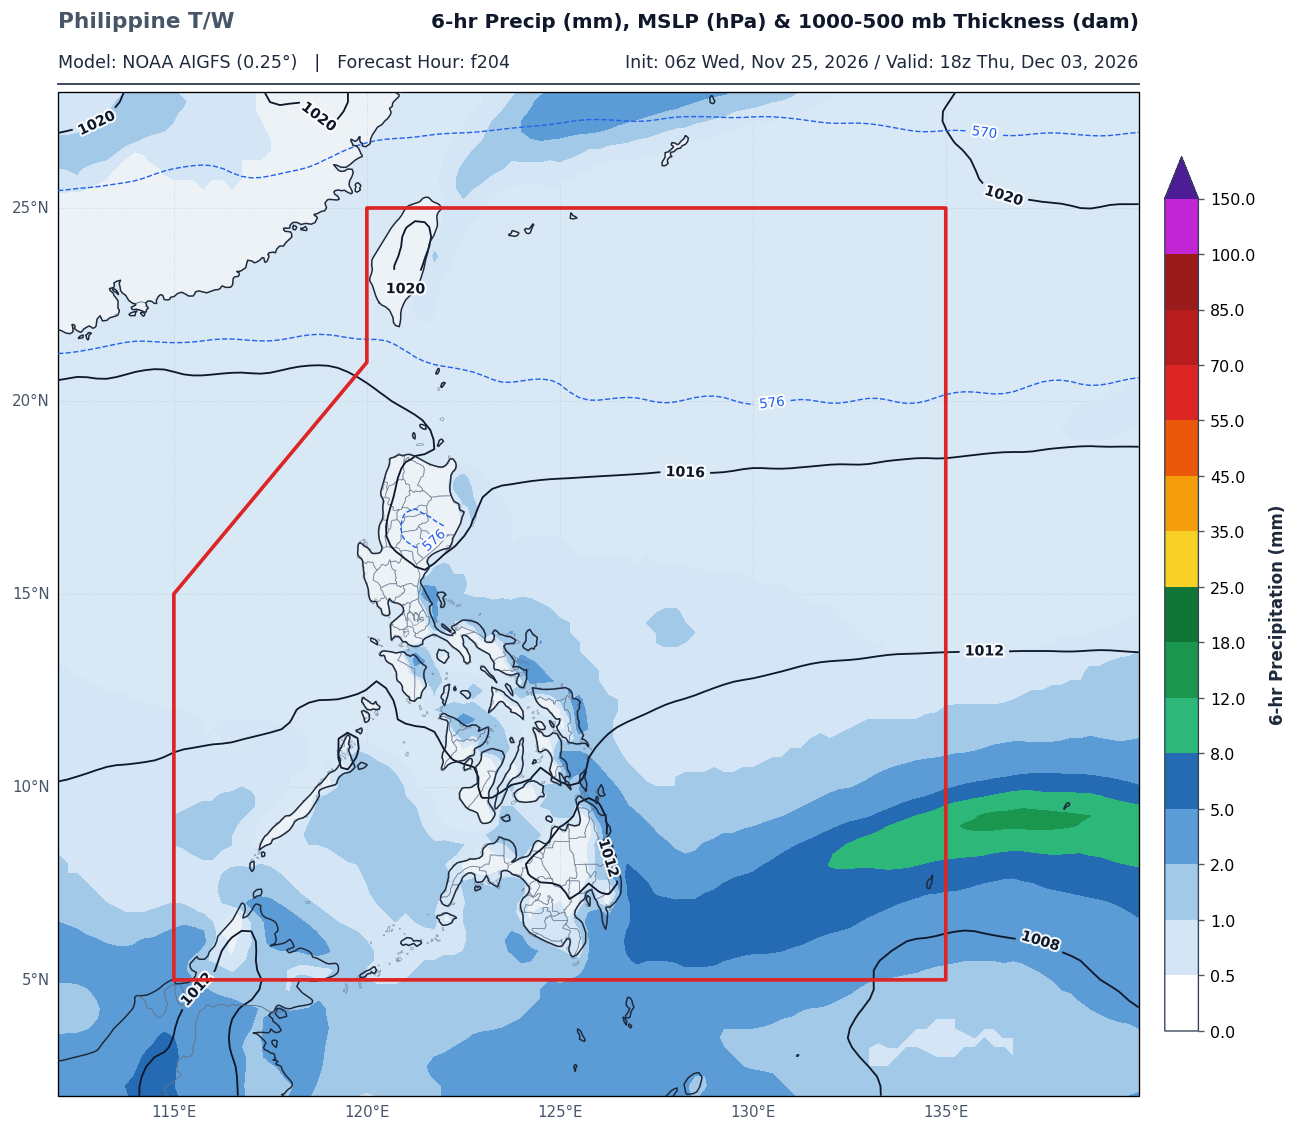 Philippine T/W
6-hr Precip (mm), MSLP (hPa) & 1000-500 mb Thickness (dam)
Model: NOAA AIGFS (0.25°) | Forecast Hour: f204
Init: 06z Wed, Nov 25, 2026 / Valid: 18z Thu, Dec 03, 2026
1020
1020
570
1020
25°N
1020
576
20°N
1016
576
15°N
1012
10°N
1012
1008
5°N
1012
115°E
120°E
125°E
130°E
135°E
150.0
100.0
85.0
70.0
55.0
45.0
35.0
25.0
18.0
12.0
8.0
5.0
2.0
1.0
0.5
0.0
6-hr Precipitation (mm)